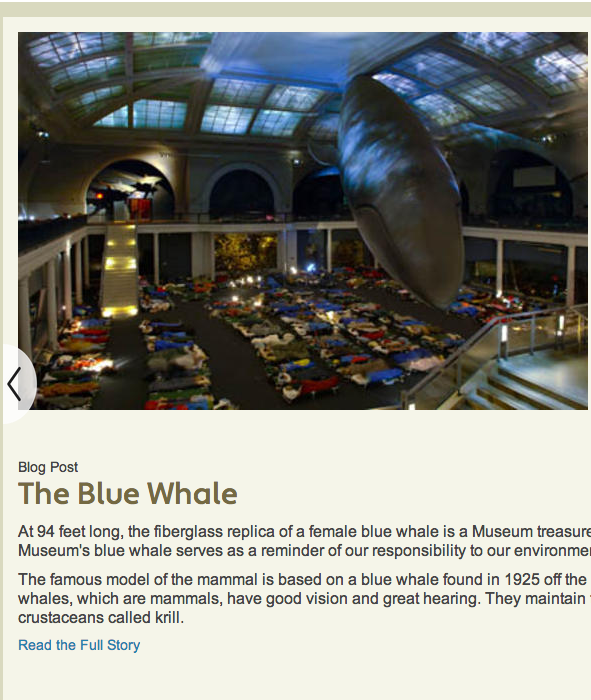 Blog Post
The Blue Whale
At 94 feet long, the fiberglass replica of a female blue whale is a Museum treasure
Museum's blue whale serves as a reminder of our responsibility to our environme
The famous model of the mammal is based on a blue whale found in 1925 off the
whales, which are mammals, have good vision and great hearing. They maintain
crustaceans called krill.
Read the Full Story